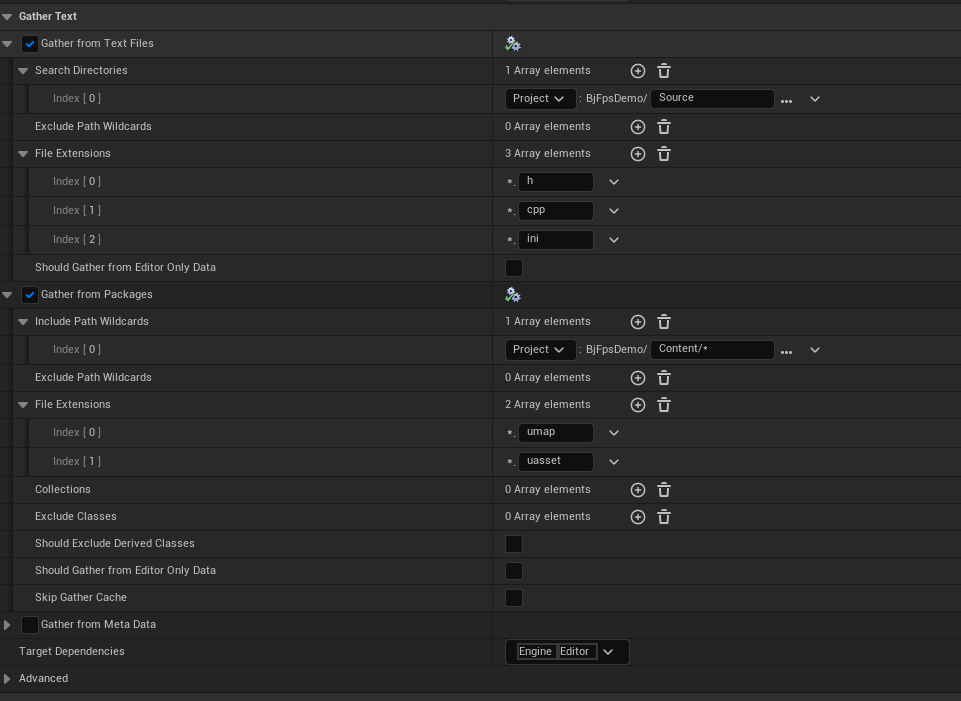 Gather Text
Gather from Text Files
Search Directories 1 Array elements
Index [ 0 ] Project : BjFpsDemo/ Source ...
Exclude Path Wildcards 0 Array elements
File Extensions 3 Array elements
Index [ 0 ] *. h
Index [ 1 ] *. cpp
Index [ 2 ] *. ini
Should Gather from Editor Only Data
Gather from Packages
Include Path Wildcards 1 Array elements
Index [ 0 ] Project : BjFpsDemo/ Content/* ...
Exclude Path Wildcards 0 Array elements
File Extensions 2 Array elements
Index [ 0 ] *. umap
Index [ 1 ] *. uasset
Collections 0 Array elements
Exclude Classes 0 Array elements
Should Exclude Derived Classes
Should Gather from Editor Only Data
Skip Gather Cache
Gather from Meta Data
Target Dependencies Engine Editor
Advanced